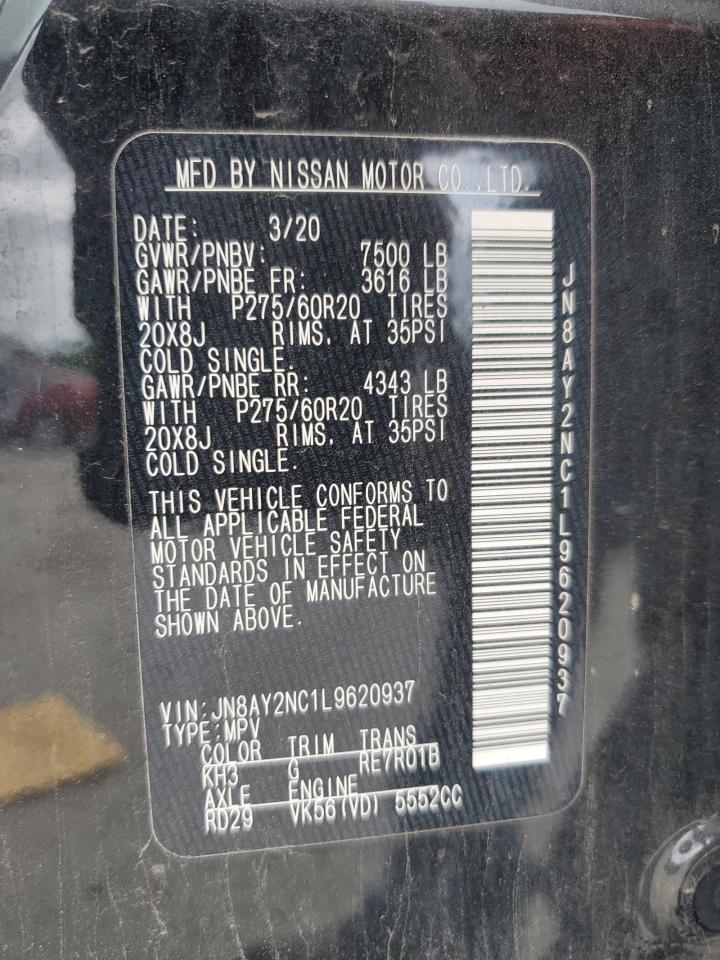 MFD BY NISSAN MOTOR CO.,LTD.
DATE: 3/20
GVWR/PNBV: 7500 LB
GAWR/PNBE FR: 3616 LB
WITH P275/60R20 TIRES
20X8J RIMS, AT 35PSI
COLD SINGLE.
GAWR/PNBE RR: 4343 LB
WITH P275/60R20 TIRES
20X8J RIMS, AT 35PSI
COLD SINGLE.
THIS VEHICLE CONFORMS TO
ALL APPLICABLE FEDERAL
MOTOR VEHICLE SAFETY
STANDARDS IN EFFECT ON
THE DATE OF MANUFACTURE
SHOWN ABOVE.
VIN:JN8AY2NC1L9620937
TYPE:MPV
COLOR TRIM TRANS
KH3 G RE7R01B
AXLE ENGINE
RD29 VK56(VD) 5552CC
JN8AY2NC1L9620937